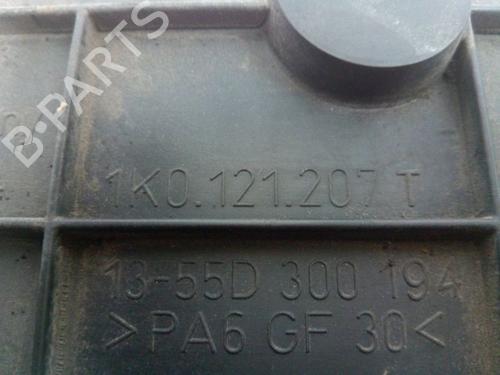 B-PARTS
1K0.121.207 T
13-55D 300 194
>PA6 GF 30<